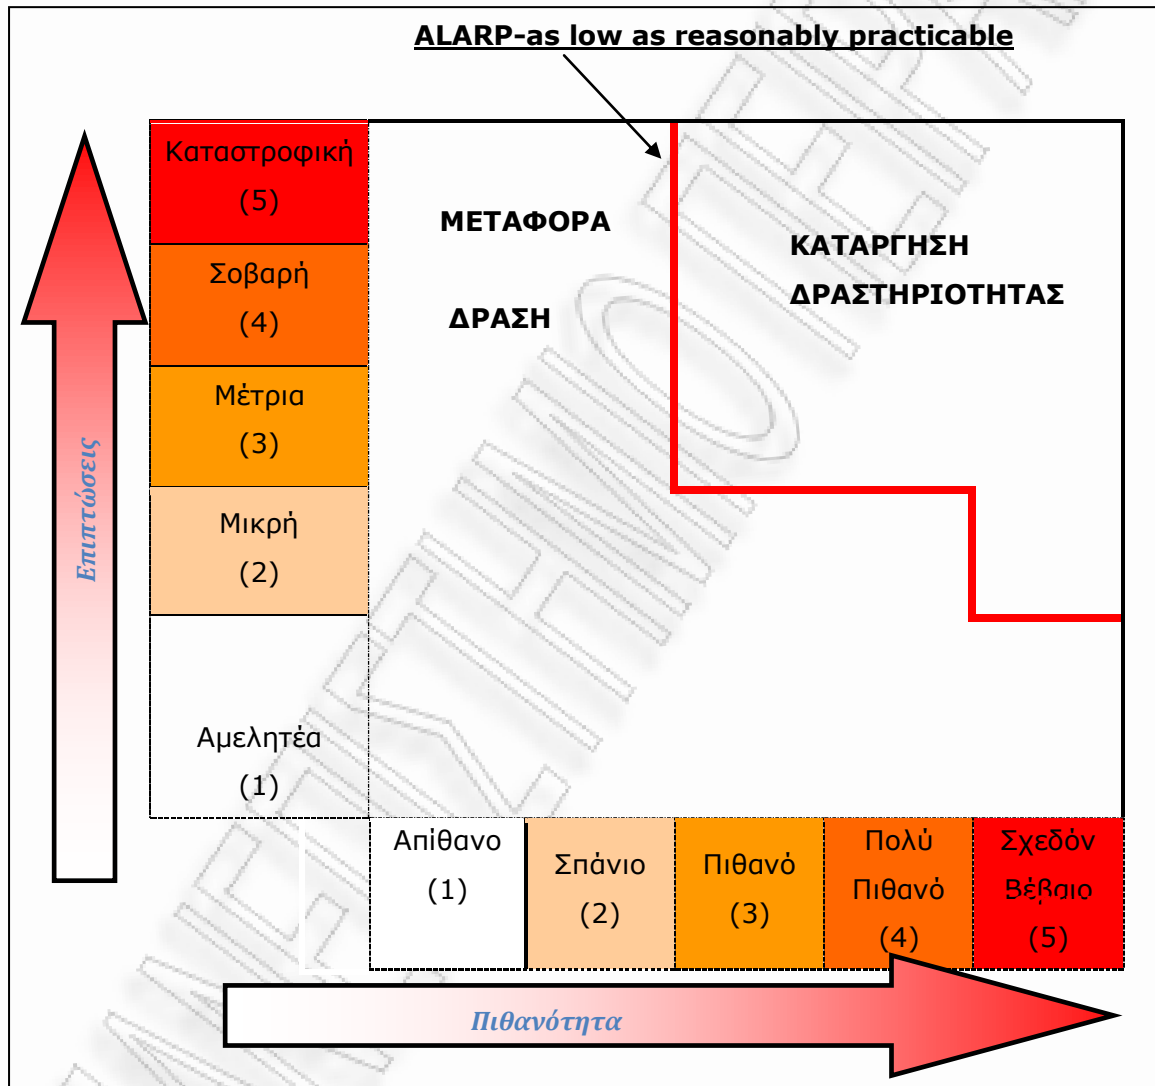 ALARP-as low as reasonably practicable
Καταστροφική
(5)
Σοβαρή
(4)
Μέτρια
(3)
Μικρή
(2)
Αμελητέα
(1)
Επιπτώσεις
ΜΕΤΑΦΟΡΑ
ΔΡΑΣΗ
ΚΑΤΑΡΓΗΣΗ
ΔΡΑΣΤΗΡΙΟΤΗΤΑΣ
Απίθανο
(1)
Σπάνιο
(2)
Πιθανό
(3)
Πολύ
Πιθανό
(4)
Σχεδόν
Βέβαιο
(5)
Πιθανότητα